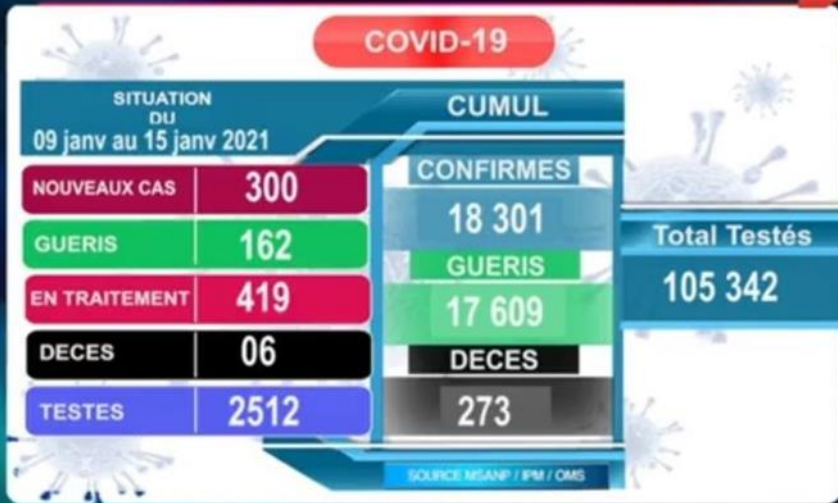 COVID-19
SITUATION
DU
09 janv au 15 janv 2021
NOUVEAUX CAS 300
GUERIS 162
EN TRAITEMENT 419
DECES 06
TESTES 2512
CUMUL
CONFIRMES
18 301
GUERIS
17 609
DECES
273
SOURCE MSANP / IPM / OMS
Total Testés
105 342